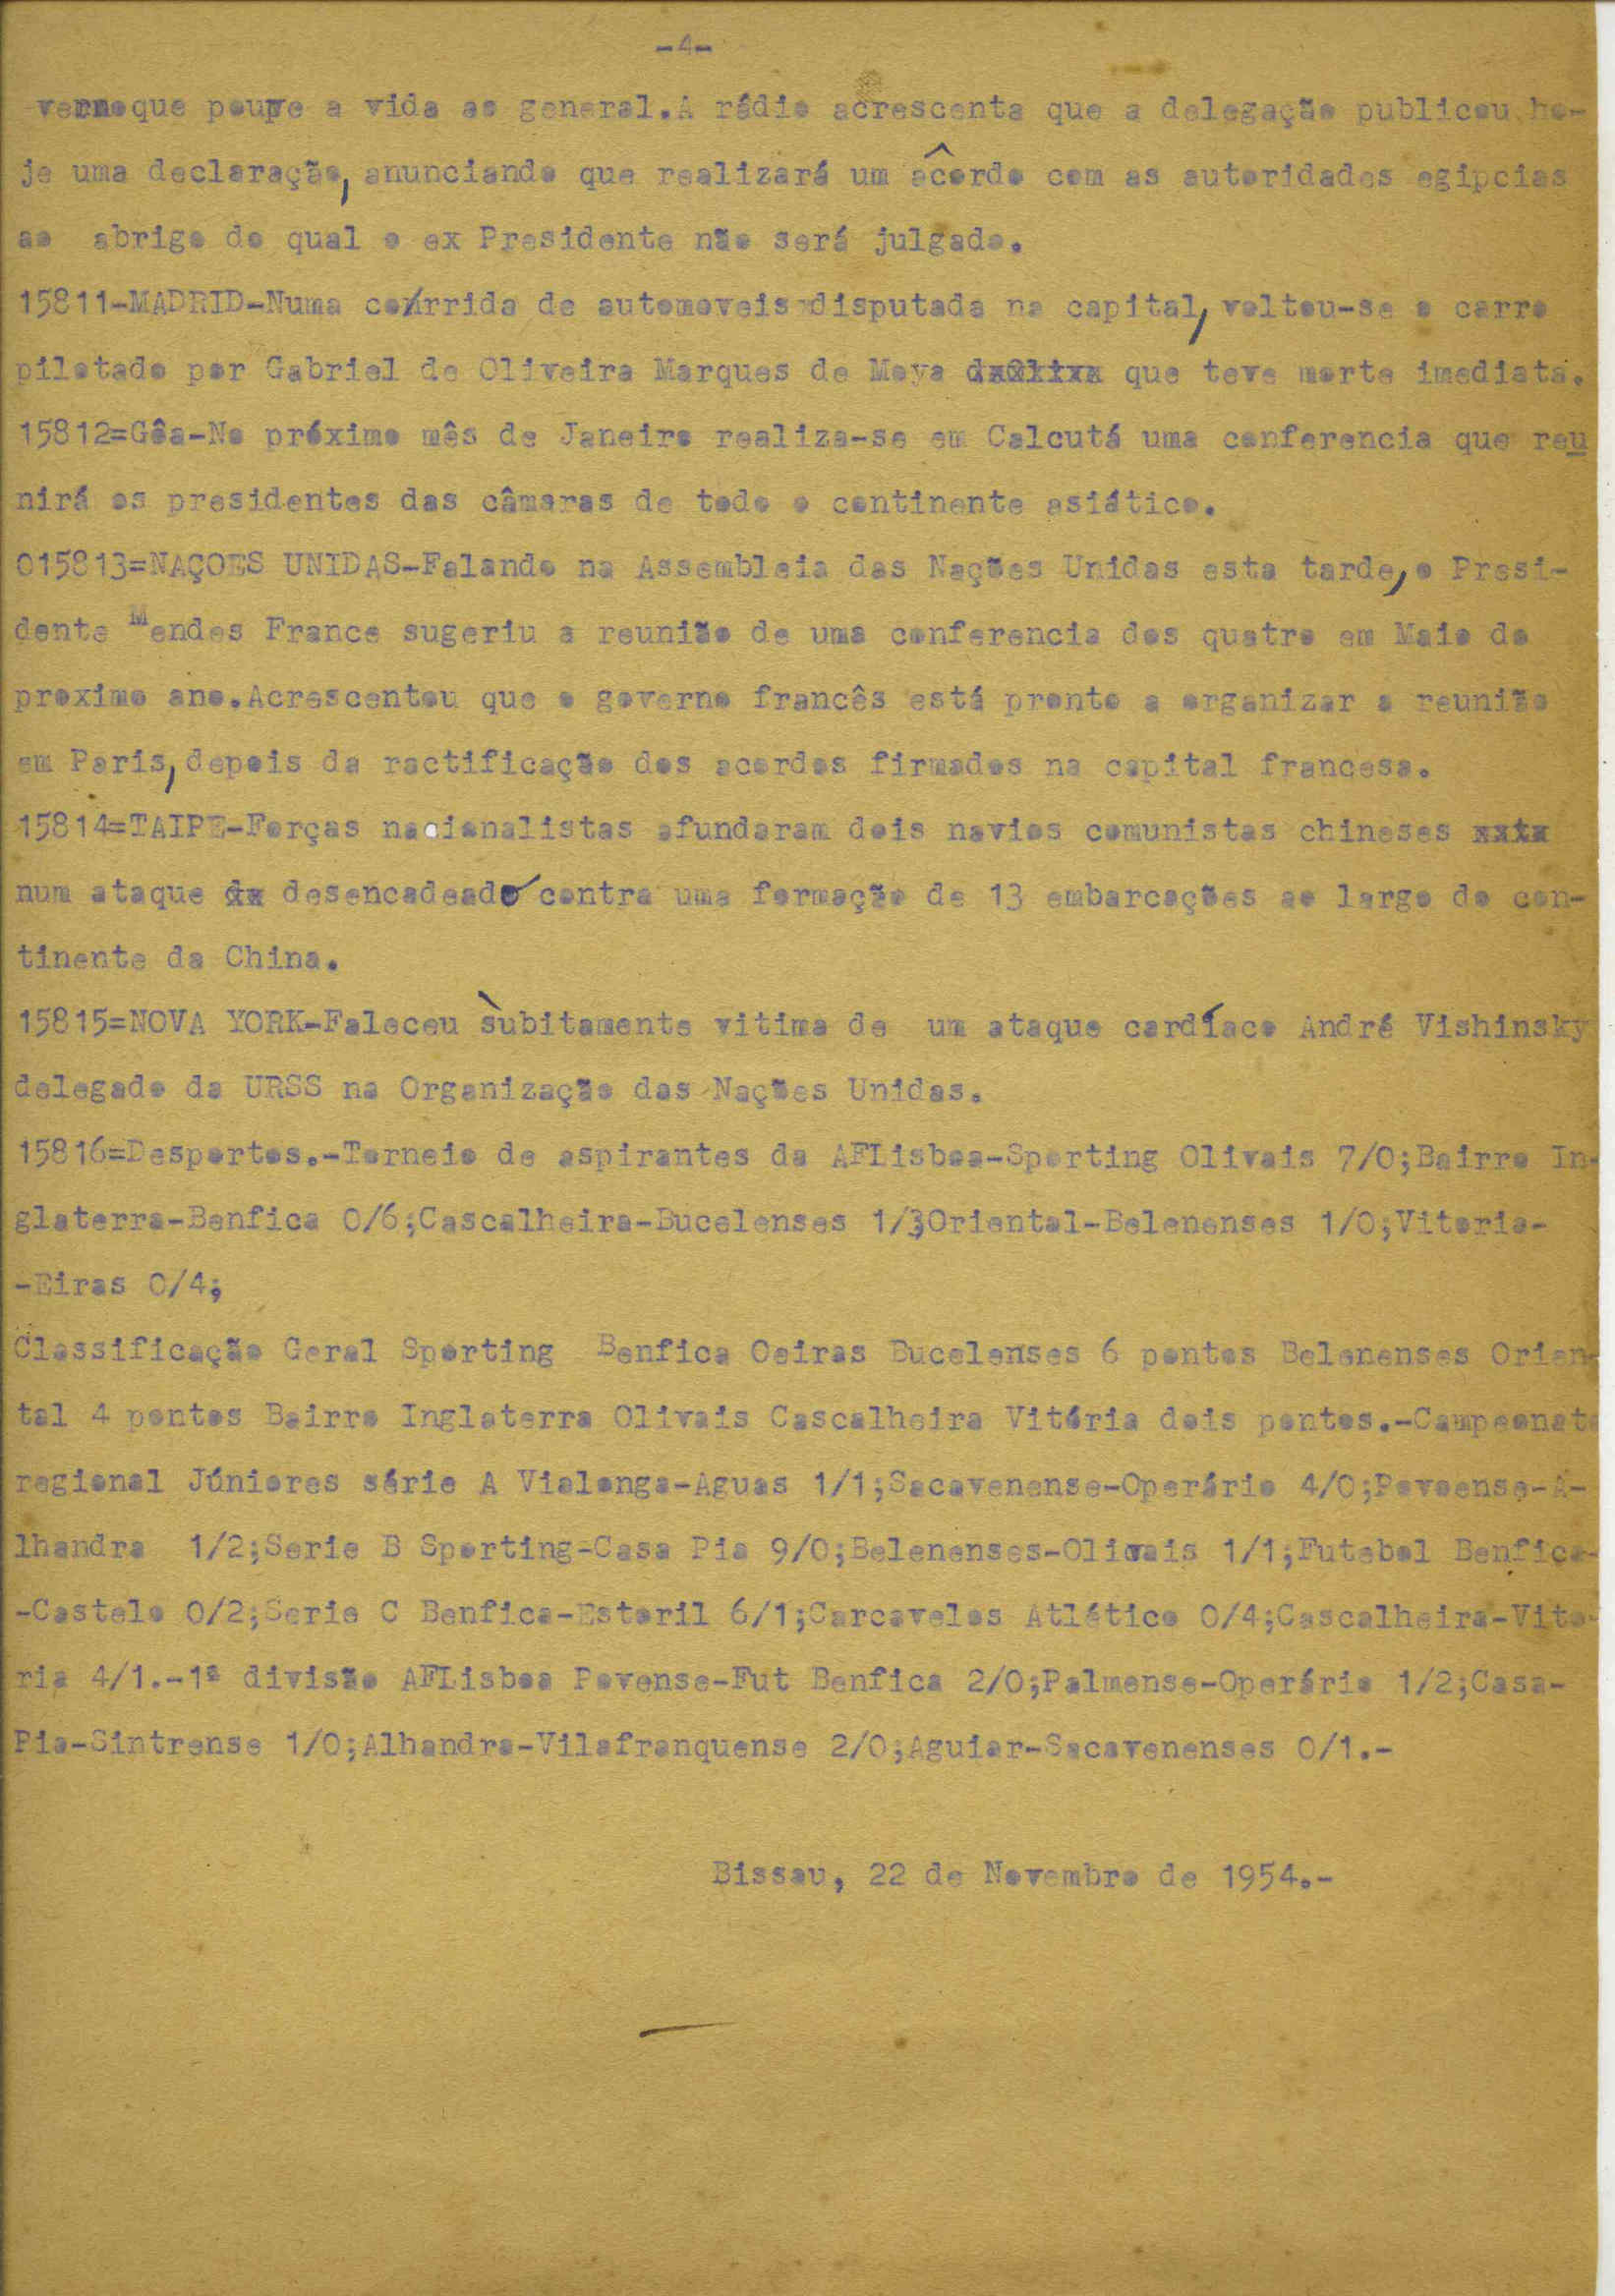 -4-
verno que poupe a vida ao general.A rádio acrescenta que a delegação publicou ho-
je uma declaração, anunciando que realizará um acôrdo com as autoridades egipcias
ao abrigo do qual o ex Presidente não será julgado.
15811-MADRID-Numa corrida de automoveis disputada na capital, voltou-se o carro
pilotado por Gabriel de Oliveira Marques de Moya que teve morte imediata.
15812=Gôa-No próximo mês de Janeiro realiza-se em Calcutá uma conferencia que reu
nirá os presidentes das câmaras de todo o continente asiático.
015813=NAÇOES UNIDAS-Falando na Assembleia das Nações Unidas esta tarde, o Presi-
dente Mendes France sugeriu a reunião de uma conferencia dos quatro em Maio do
proximo ano.Acrescentou que o governo francês está pronto a organizar a reunião
em Paris, depois da ractificação dos acordos firmados na capital francesa.
15814=TAIPE-Forças nacionalistas afundaram dois navios comunistas chineses xxtx
num ataque dx desencadeado contra uma formação de 13 embarcações ao largo do con-
tinente da China.
15815=NOVA YORK-Faleceu sùbitamente vitima de um ataque cardíaco André Vishinsky
delegado da URSS na Organização das Nações Unidas.
15816=Desportos.-Torneio de aspirantes da AFLisboa-Sporting Olivais 7/0;Bairro In-
glaterra-Benfica 0/6;Cascalheira-Bucelenses 1/3;Oriental-Belenenses 1/0;Vitoria-
-Eiras 0/4;
Classificação Geral Sporting Benfica Oeiras Bucelenses 6 pontos Belenenses Orien-
tal 4 pontos Bairro Inglaterra Olivais Cascalheira Vitória dois pontos.-Campeonato
regional Júniores série A Vialonga-Aguas 1/1;Sacavenense-Operário 4/0;Povoense-A-
lhandra 1/2;Serie B Sporting-Casa Pia 9/0;Belenenses-Olivais 1/1;Futebol Benfica-
-Castelo 0/2;Serie C Benfica-Estoril 6/1;Carcavelos Atlético 0/4;Cascalheira-Vito-
ria 4/1.-1ª divisão AFLisboa Povense-Fut Benfica 2/0;Palmense-Operário 1/2;Casa-
Pia-Sintrense 1/0;Alhandra-Vilafranquense 2/0;Aguiar-Sacavenenses 0/1.-
Bissau, 22 de Novembro de 1954.-